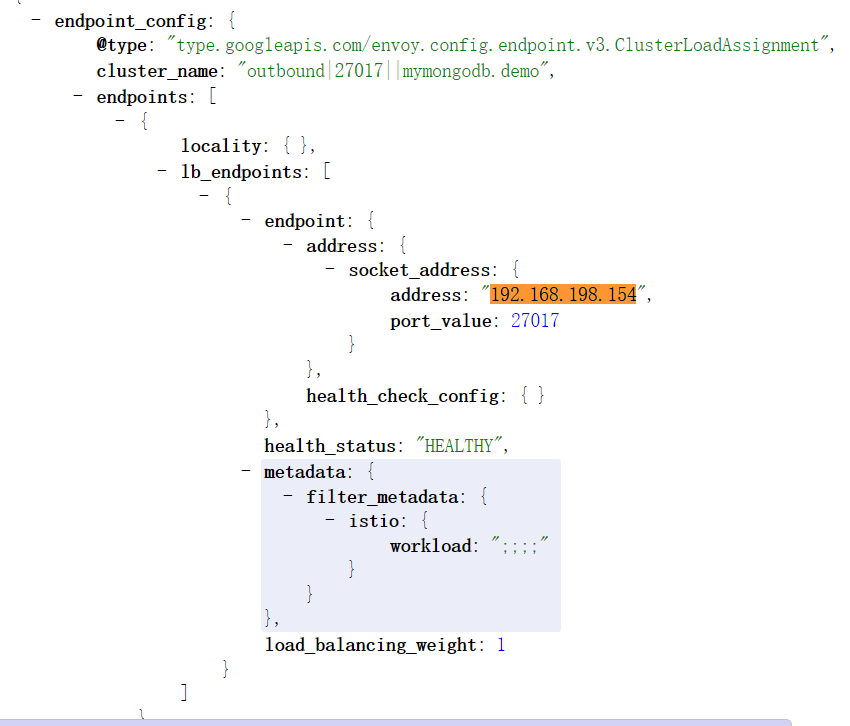 - endpoint_config: {
@type: "type.googleapis.com/envoy.config.endpoint.v3.ClusterLoadAssignment",
cluster_name: "outbound|27017||mymongodb.demo",
- endpoints: [
- {
locality: { },
- lb_endpoints: [
- {
- endpoint: {
- address: {
- socket_address: {
address: "192.168.198.154",
port_value: 27017
}
},
health_check_config: { }
},
health_status: "HEALTHY",
- metadata: {
- filter_metadata: {
- istio: {
workload: ";;;;"
}
}
},
load_balancing_weight: 1
}
]